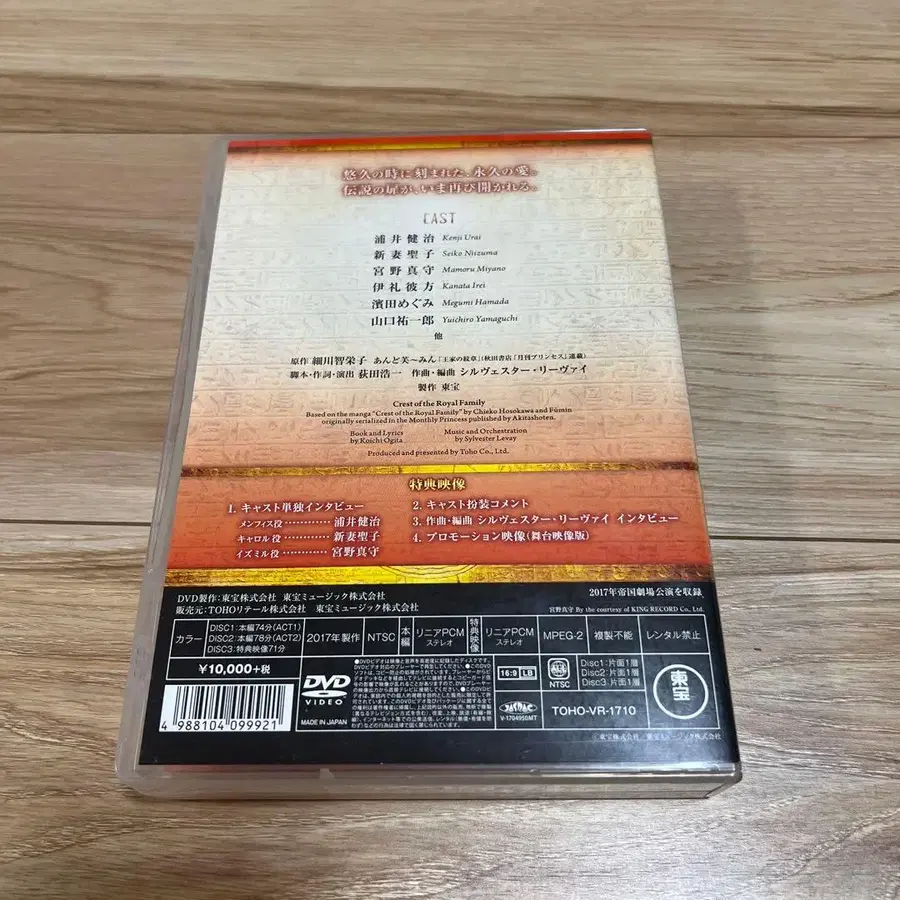 悠久の時に刻まれた、永久の愛。
伝説の扉が、いま再び開かれる。
CAST
浦井健治 Kenji Urai
新妻聖子 Seiko Niizuma
宮野真守 Mamoru Miyano
伊礼彼方 Kanata Irei
濱田めぐみ Megumi Hamada
山口祐一郎 Yuichiro Yamaguchi
他
原作 細川智栄子 あんど芙〜みん「王家の紋章」(秋田書店「月刊プリンセス」連載)
脚本・作詞・演出 荻田浩一 作曲・編曲 シルヴェスター・リーヴァイ
製作 東宝
Crest of the Royal Family
Based on the manga "Crest of the Royal Family" by Chieko Hosokawa and Fūmin
originally serialized in the Monthly Princess published by Akitashoten.
Book and Lyrics
by Koichi Ogita
Music and Orchestration
by Sylvester Levay
Produced and presented by Toho Co., Ltd.
特典映像
1. キャスト単独インタビュー
メンフィス役 ············ 浦井健治
キャロル役 ············ 新妻聖子
イズミル役 ············ 宮野真守
2. キャスト扮装コメント
3. 作曲・編曲 シルヴェスター・リーヴァイ インタビュー
4. プロモーション映像(舞台映像版)
DVD製作:東宝株式会社 東宝ミュージック株式会社
販売元:TOHOリテール株式会社 東宝ミュージック株式会社
2017年帝国劇場公演を収録
宮野真守 By the courtesy of KING RECORD Co., Ltd.
カラー
DISC1:本編74分(ACT1)
DISC2:本編78分(ACT2)
DISC3:特典映像71分
2017年製作
NTSC
本編
リニアPCM
ステレオ
特典映像
リニアPCM
ステレオ
MPEG-2
複製不能
レンタル禁止
¥10,000+税
4 988104 099921
DVD
VIDEO
MADE IN JAPAN
16:9 LB
ALL
NTSC
Disc1:片面1層
Disc2:片面1層
Disc3:片面1層
V-1704950MT
TOHO-VR-1710
東宝
©東宝株式会社 東宝ミュージック株式会社